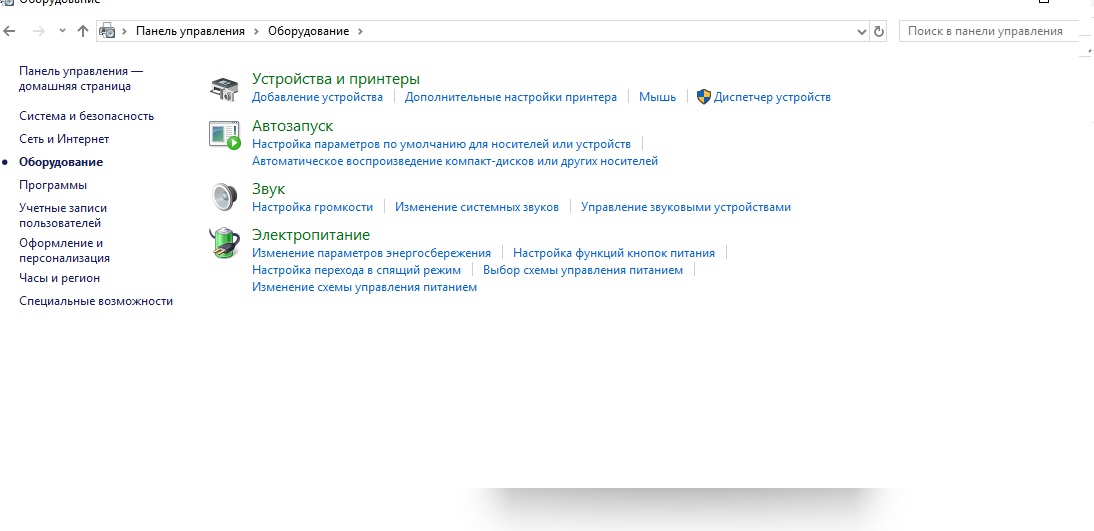 Оборудование
Панель управления
Оборудование
Поиск в панели управления
Панель управления —
домашняя страница
Система и безопасность
Сеть и Интернет
Оборудование
Программы
Учетные записи
пользователей
Оформление и
персонализация
Часы и регион
Специальные возможности
Устройства и принтеры
Добавление устройства
Дополнительные настройки принтера
Мышь
Диспетчер устройств
Автозапуск
Настройка параметров по умолчанию для носителей или устройств
Автоматическое воспроизведение компакт-дисков или других носителей
Звук
Настройка громкости
Изменение системных звуков
Управление звуковыми устройствами
Электропитание
Изменение параметров энергосбережения
Настройка функций кнопок питания
Настройка перехода в спящий режим
Выбор схемы управления питанием
Изменение схемы управления питанием